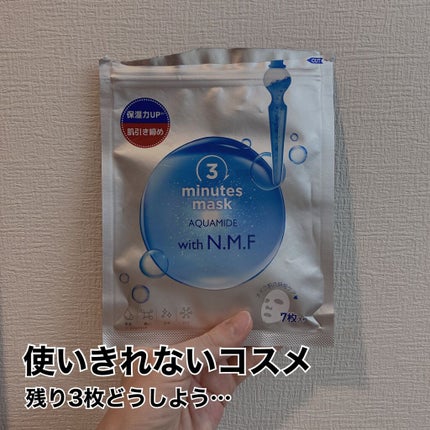 CUT
保湿力UP
肌引き締め
3
minutes
mask
AQUAMIDE
with N.M.F
7枚入
使いきれないコスメ
残り3枚どうしよう…